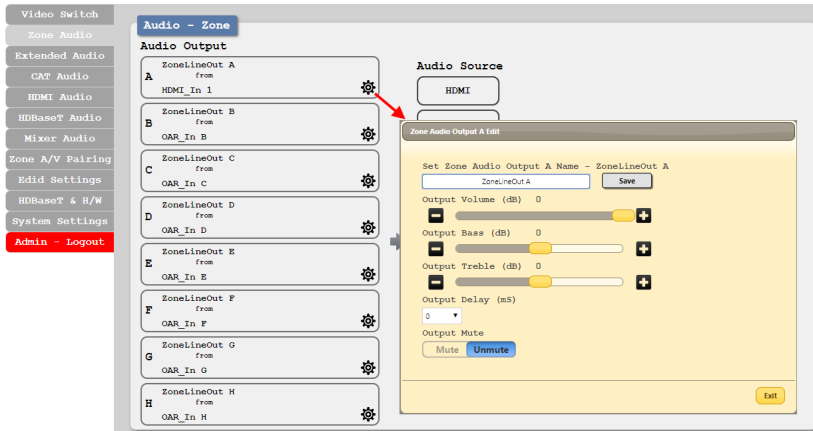 Video Switch
Zone Audio
Extended Audio
CAT Audio
HDMI Audio
HDBaseT Audio
Mixer Audio
Zone A/V Pairing
Edid Settings
HDBaseT & H/W
System Settings
Admin - Logout
Audio - Zone
Audio Output
ZoneLineOut A
A from
HDMI_In 1
ZoneLineOut B
B from
OAR_In B
ZoneLineOut C
C from
OAR_In C
ZoneLineOut D
D from
OAR_In D
ZoneLineOut E
E from
OAR_In E
ZoneLineOut F
F from
OAR_In F
ZoneLineOut G
G from
OAR_In G
ZoneLineOut H
H from
OAR_In H
Audio Source
HDMI
Zone Audio Output A Edit
Set Zone Audio Output A Name - ZoneLineOut A
ZoneLineOut A Save
Output Volume (dB) 0
Output Bass (dB) 0
Output Treble (dB) 0
Output Delay (mS)
0
Output Mute
Mute Unmute
Exit